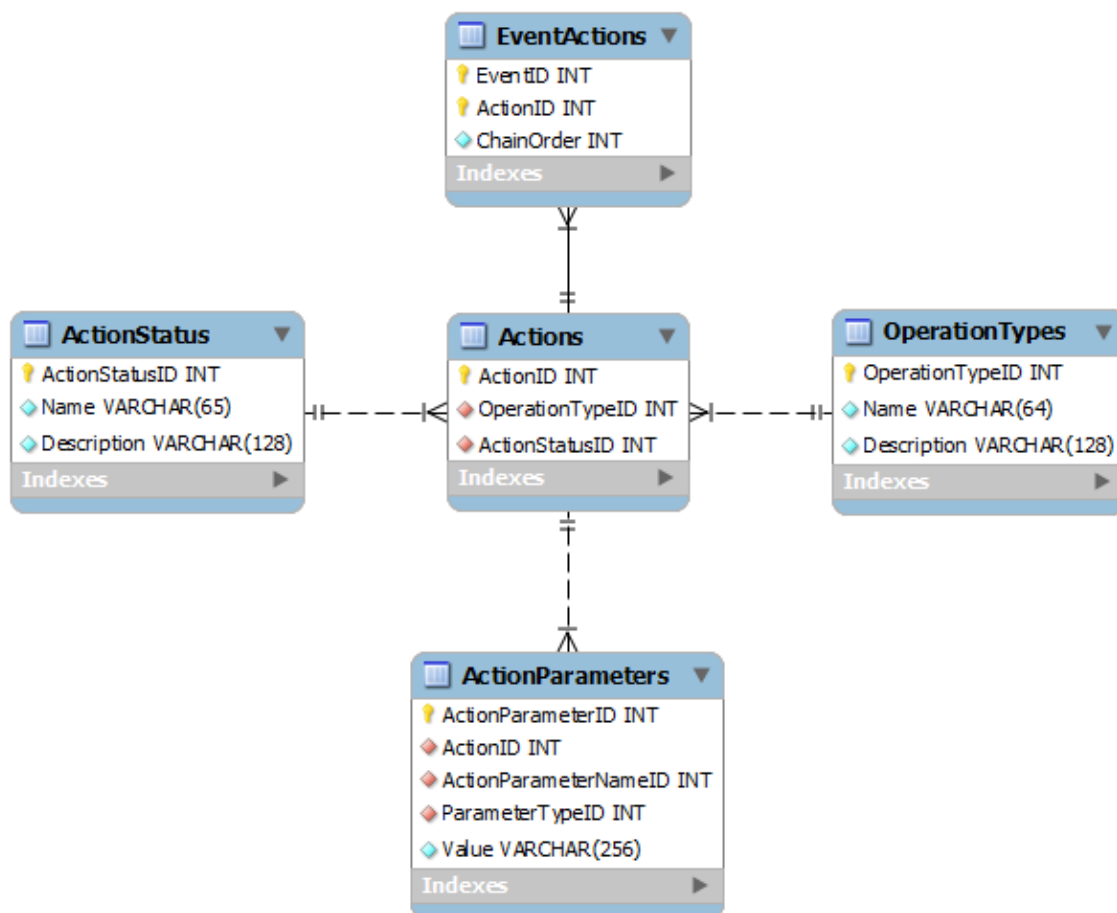 EventActions
EventID INT
ActionID INT
ChainOrder INT
Indexes
ActionStatus
ActionStatusID INT
Name VARCHAR(65)
Description VARCHAR(128)
Indexes
Actions
ActionID INT
OperationTypeID INT
ActionStatusID INT
Indexes
OperationTypes
OperationTypeID INT
Name VARCHAR(64)
Description VARCHAR(128)
Indexes
ActionParameters
ActionParameterID INT
ActionID INT
ActionParameterNameID INT
ParameterTypeID INT
Value VARCHAR(256)
Indexes